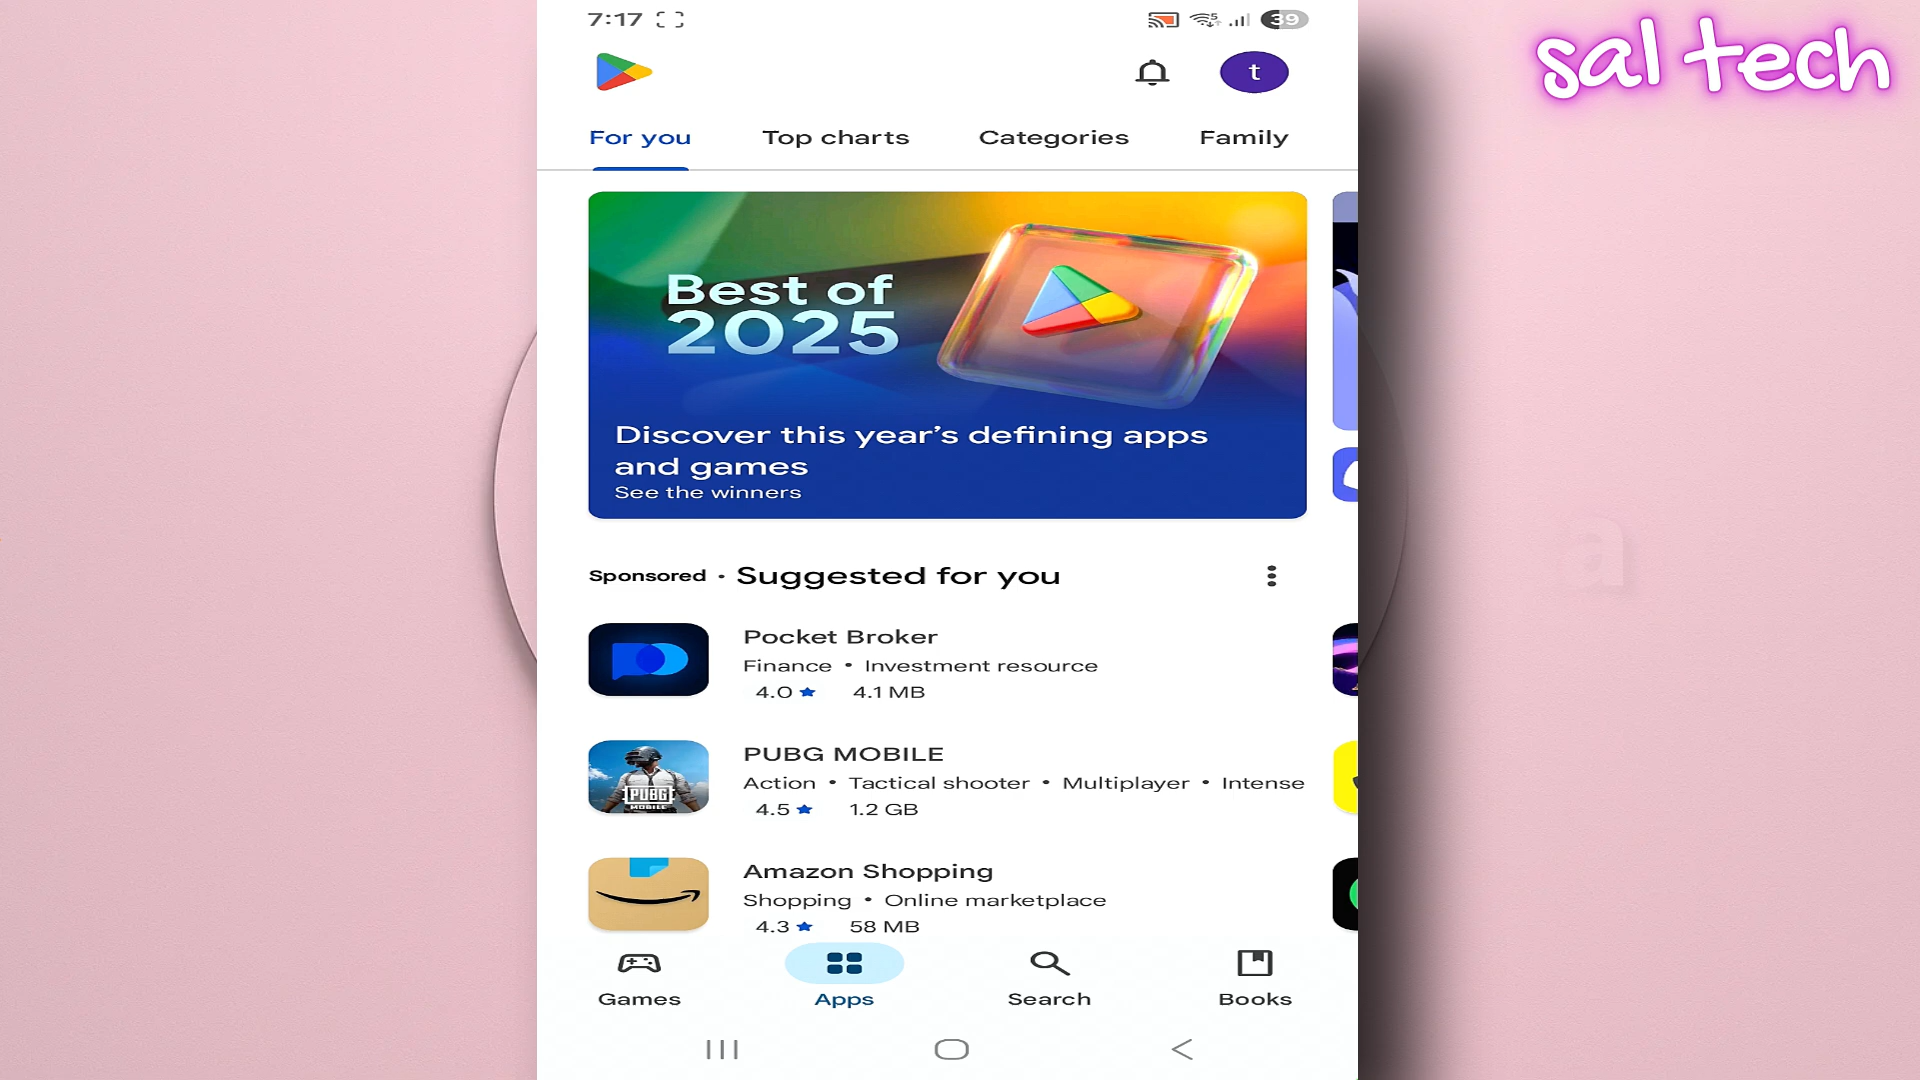 7:17
5
39
sal tech
t
For you
Top charts
Categories
Family
Best of
2025
Discover this year's defining apps
and games
See the winners
Sponsored • Suggested for you
Pocket Broker
Finance • Investment resource
4.0 ★ 4.1 MB
PUBG MOBILE
Action • Tactical shooter • Multiplayer • Intense
4.5 ★ 1.2 GB
PUBG
MOBILE
Amazon Shopping
Shopping • Online marketplace
4.3 ★ 58 MB
a
Games
Apps
Search
Books